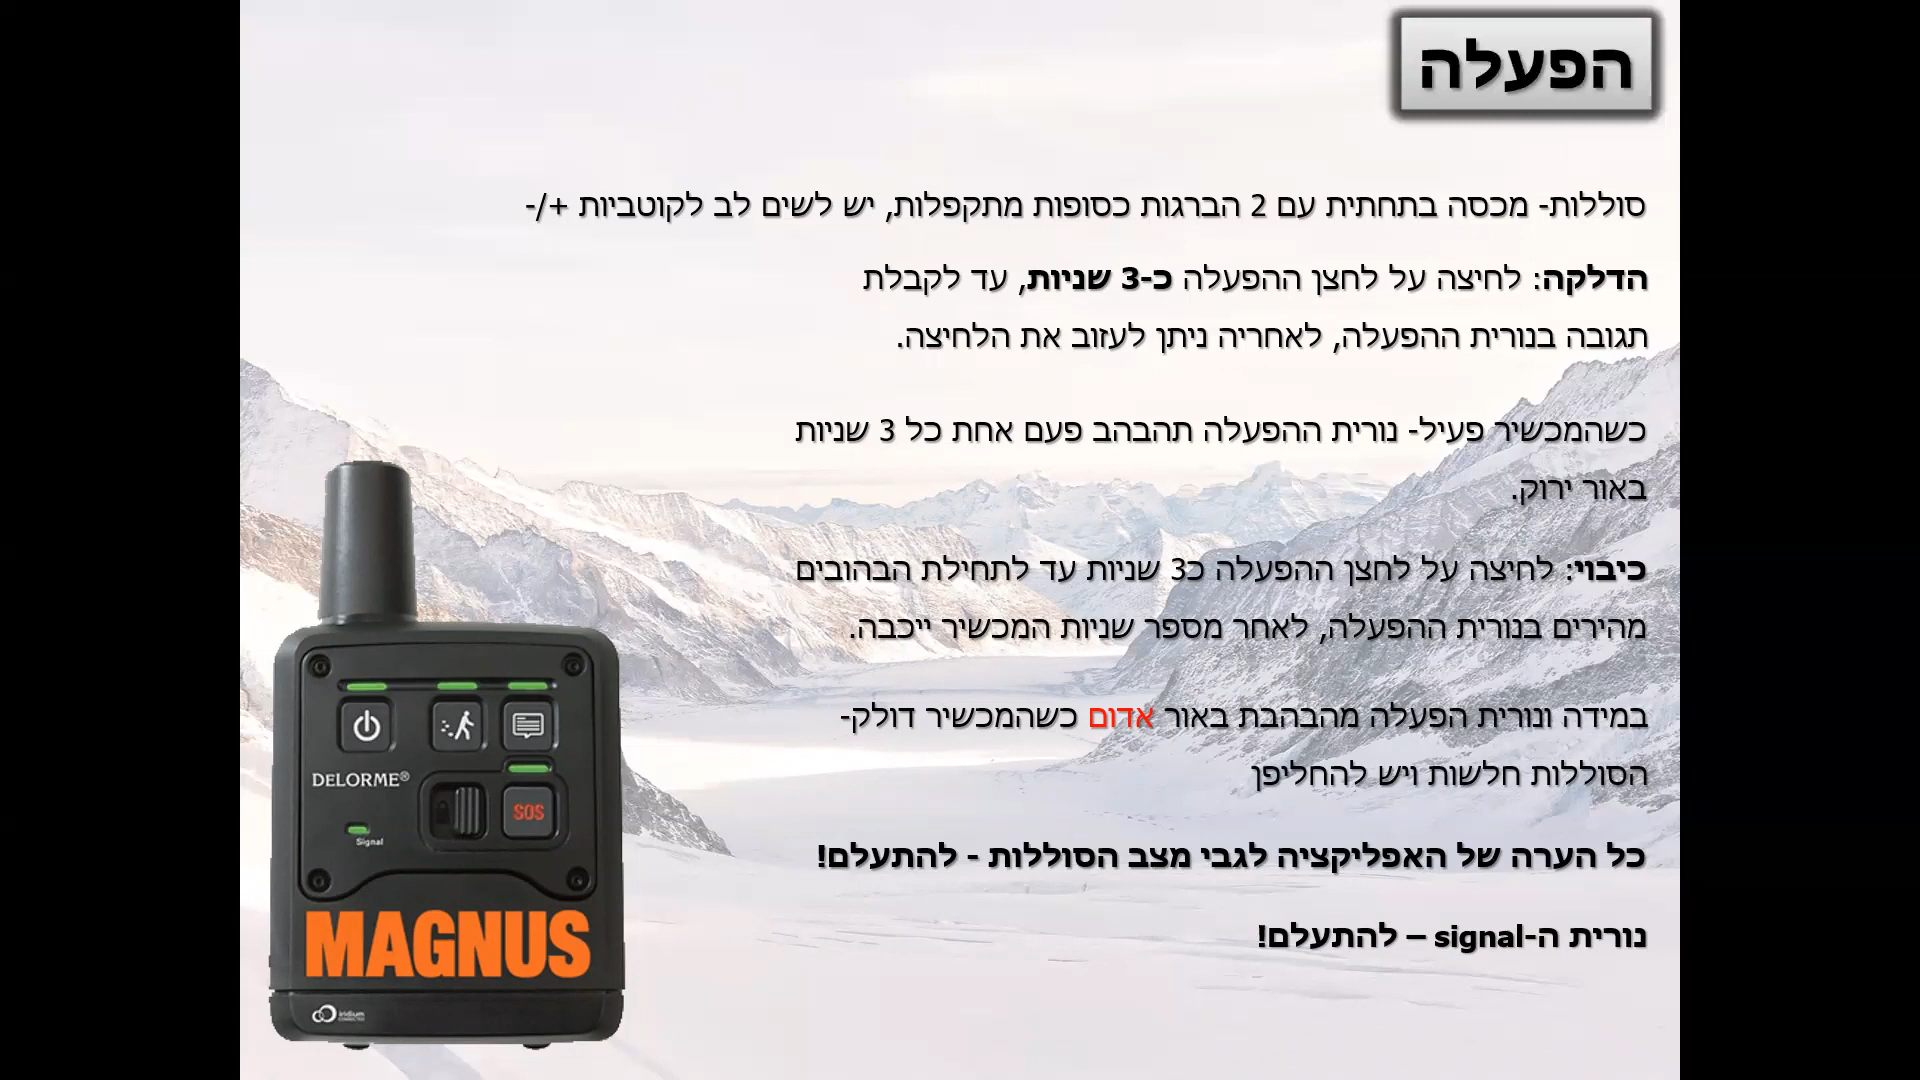 הפעלה
סוללות- מכסה בתחתית עם 2 הברגות כסופות מתקפלות, יש לשים לב לקוטביות +/-
הדלקה: לחיצה על לחצן ההפעלה כ-3 שניות, עד לקבלת
תגובה בנורית ההפעלה, לאחריה ניתן לעזוב את הלחיצה.
כשהמכשיר פעיל- נורית ההפעלה תהבהב פעם אחת כל 3 שניות
באור ירוק.
כיבוי: לחיצה על לחצן ההפעלה כ3 שניות עד לתחילת הבהובים
מהירים בנורית ההפעלה, לאחר מספר שניות המכשיר ייכבה.
במידה ונורית הפעלה מהבהבת באור אדום כשהמכשיר דולק-
הסוללות חלשות ויש להחליפן
כל הערה של האפליקציה לגבי מצב הסוללות - להתעלם!
נורית ה-signal – להתעלם!
DELORME®
SOS
Signal
MAGNUS
iridium
CONNECTED